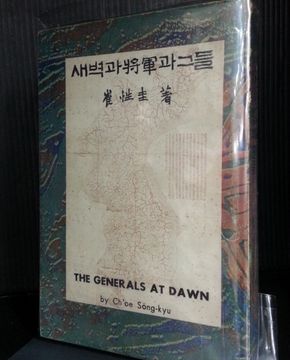 새벽과將軍과그들
崔性圭 著
THE GENERALS AT DAWN
by Ch'oe Sŏng-kyu